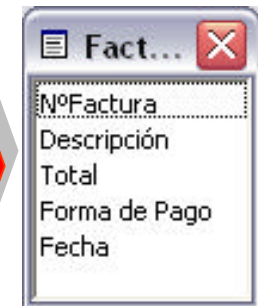 Fact...
NºFactura
Descripción
Total
Forma de Pago
Fecha